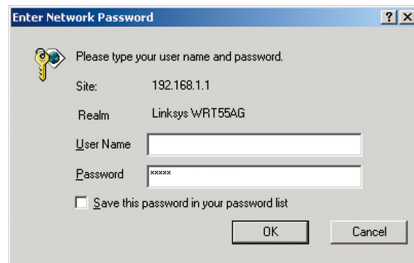 Enter Network Password
Please type your user name and password.
Site: 192.168.1.1
Realm Linksys WRT55AG
User Name
Password xxxxx
Save this password in your password list
OK Cancel